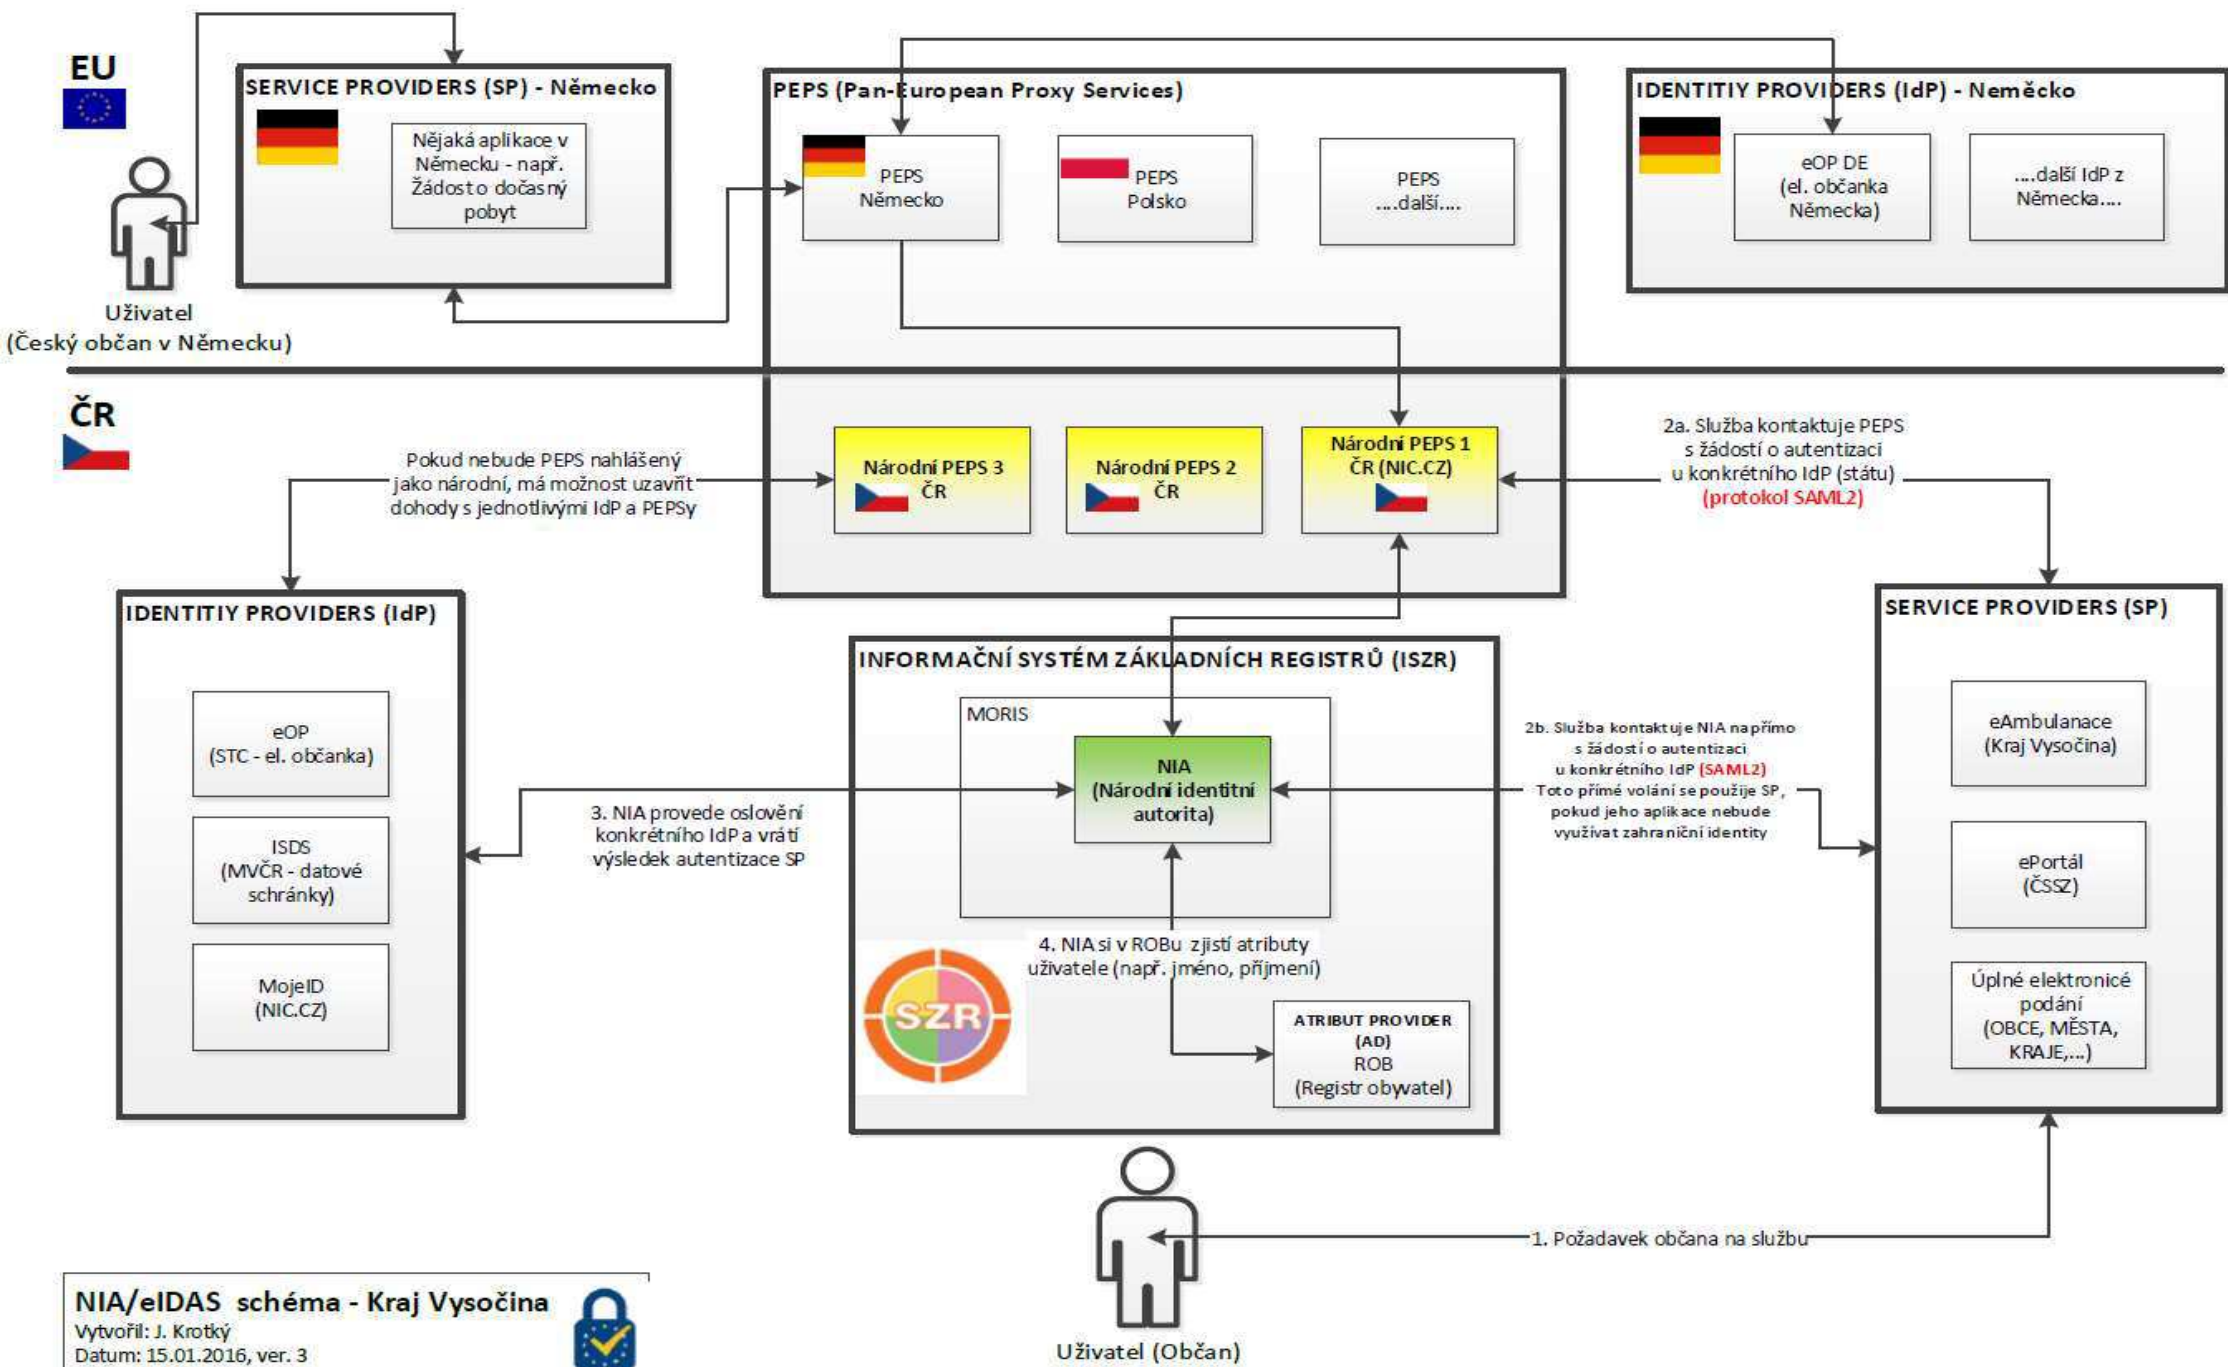 EU
SERVICE PROVIDERS (SP) - Německo
Nějaká aplikace v
Německu - např.
Žádost o dočasný
pobyt
Uživatel
(Český občan v Německu)
PEPS (Pan-European Proxy Services)
PEPS
Německo
PEPS
Polsko
PEPS
....další....
IDENTITIY PROVIDERS (IdP) - Neměcko
eOP DE
(el. občanka
Německa)
....další IdP z
Německa....
ČR
Pokud nebude PEPS nahlášený
jako národní, má možnost uzavřít
dohody s jednotlivými IdP a PEPSy
Národní PEPS 3
ČR
Národní PEPS 2
ČR
Národní PEPS 1
ČR (NIC.CZ)
2a. Služba kontaktuje PEPS
s žádostí o autentizaci
u konkrétního IdP (státu)
(protokol SAML2)
IDENTITIY PROVIDERS (IdP)
eOP
(STC - el. občanka)
ISDS
(MVČR - datové
schránky)
MojeID
(NIC.CZ)
3. NIA provede oslovění
konkrétního IdP a vrátí
výsledek autentizace SP
INFORMAČNÍ SYSTÉM ZÁKLADNÍCH REGISTRŮ (ISZR)
MORIS
NIA
(Národní identitní
autorita)
4. NIA si v ROBu zjistí atributy
uživatele (např. jméno, příjmení)
SZR
ATRIBUT PROVIDER
(AD)
ROB
(Registr obyvatel)
2b. Služba kontaktuje NIA napřímo
s žádostí o autentizaci
u konkrétního IdP (SAML2)
Toto přímé volání se použije SP,
pokud jeho aplikace nebude
využívat zahraniční identity
SERVICE PROVIDERS (SP)
eAmbulanace
(Kraj Vysočina)
ePortál
(ČSSZ)
Úplné elektronicé
podání
(OBCE, MĚSTA,
KRAJE,...)
1. Požadavek občana na službu
Uživatel (Občan)
NIA/eIDAS schéma - Kraj Vysočina
Vytvořil: J. Krotký
Datum: 15.01.2016, ver. 3